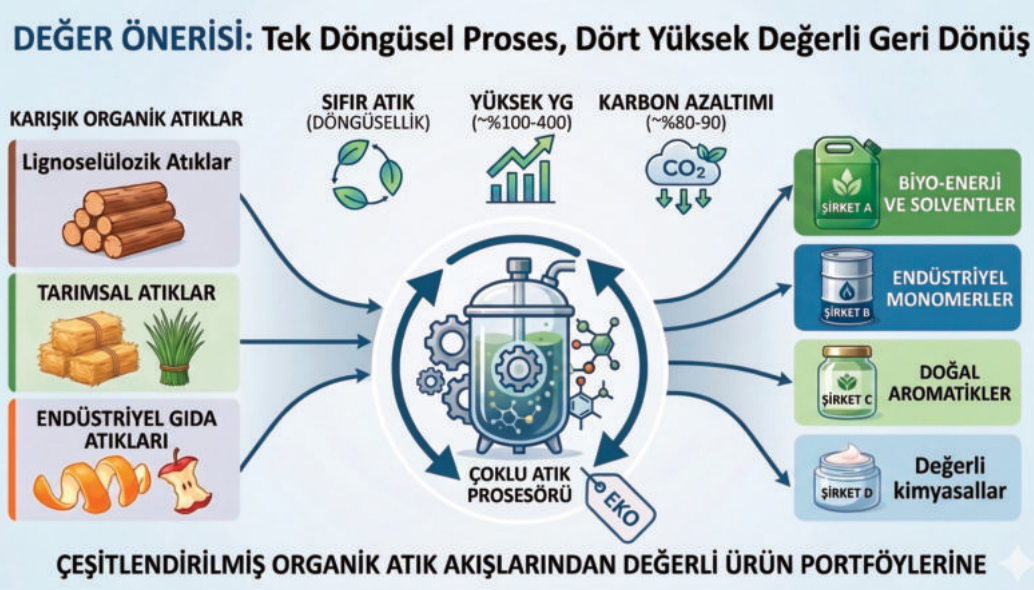 DEĞER ÖNERİSİ: Tek Döngüsel Proses, Dört Yüksek Değerli Geri Dönüş
KARIŞIK ORGANİK ATIKLAR
Lignoselülozik Atıklar
TARIMSAL ATIKLAR
ENDÜSTRİYEL GIDA
ATIKLARI
SIFIR ATIK
(DÖNGÜSELLİK)
YÜKSEK YG
(~%100-400)
KARBON AZALTIMI
(~%80-90)
CO₂
ÇOKLU ATIK
PROSESÖRÜ
EKO
ŞİRKET A
BİYO-ENERJİ
VE SOLVENTLER
ŞİRKET B
ENDÜSTRİYEL
MONOMERLER
ŞİRKET C
DOĞAL
AROMATİKLER
ŞİRKET D
Değerli
kimyasallar
ÇEŞİTLENDİRİLMİŞ ORGANİK ATIK AKIŞLARINDAN DEĞERLİ ÜRÜN PORTFÖYLERİNE